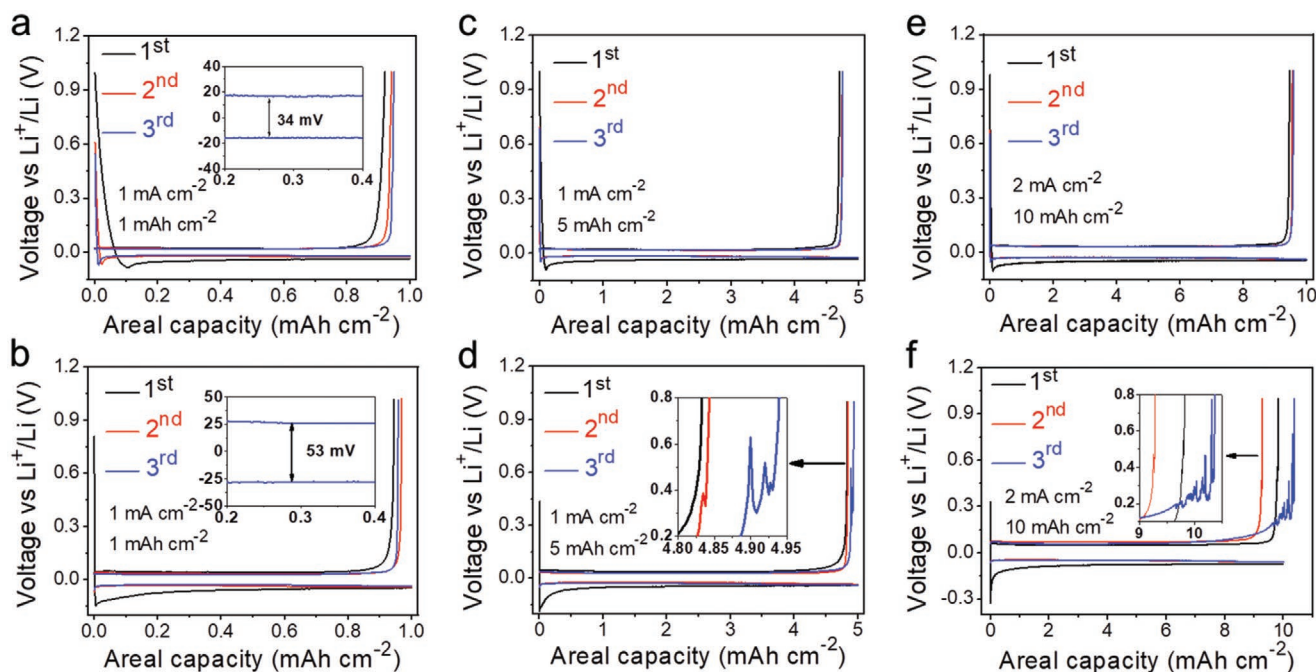 a
1.2
0.9
0.6
0.3
0.0
Voltage vs Li⁺/Li (V)
1ˢᵗ
2ⁿᵈ
3ʳᵈ
1 mA cm⁻²
1 mAh cm⁻²
40
20
0
-20
-40
34 mV
0.2 0.3 0.4
0.0 0.2 0.4 0.6 0.8 1.0
Areal capacity (mAh cm⁻²)
c
1.2
0.9
0.6
0.3
0.0
Voltage vs Li⁺/Li (V)
1ˢᵗ
2ⁿᵈ
3ʳᵈ
1 mA cm⁻²
5 mAh cm⁻²
0 1 2 3 4 5
Areal capacity (mAh cm⁻²)
e
1.2
0.9
0.6
0.3
0.0
Voltage vs Li⁺/Li (V)
1ˢᵗ
2ⁿᵈ
3ʳᵈ
2 mA cm⁻²
10 mAh cm⁻²
0 2 4 6 8 10
Areal capacity (mAh cm⁻²)
b
1.2
0.9
0.6
0.3
0.0
Voltage vs Li⁺/Li (V)
1ˢᵗ
2ⁿᵈ
3ʳᵈ
1 mA cm⁻²
1 mAh cm⁻²
50
25
0
-25
-50
53 mV
0.2 0.3 0.4
0.0 0.2 0.4 0.6 0.8 1.0
Areal capacity (mAh cm⁻²)
d
1.2
0.9
0.6
0.3
0.0
Voltage vs Li⁺/Li (V)
1ˢᵗ
2ⁿᵈ
3ʳᵈ
1 mA cm⁻²
5 mAh cm⁻²
0.8
0.6
0.4
0.2
4.80 4.85 4.90 4.95
0 1 2 3 4 5
Areal capacity (mAh cm⁻²)
f
1.2
0.9
0.6
0.3
0.0
-0.3
Voltage vs Li⁺/Li (V)
1ˢᵗ
2ⁿᵈ
3ʳᵈ
2 mA cm⁻²
10 mAh cm⁻²
0.8
0.6
0.4
0.2
9 10
0 2 4 6 8 10
Areal capacity (mAh cm⁻²)